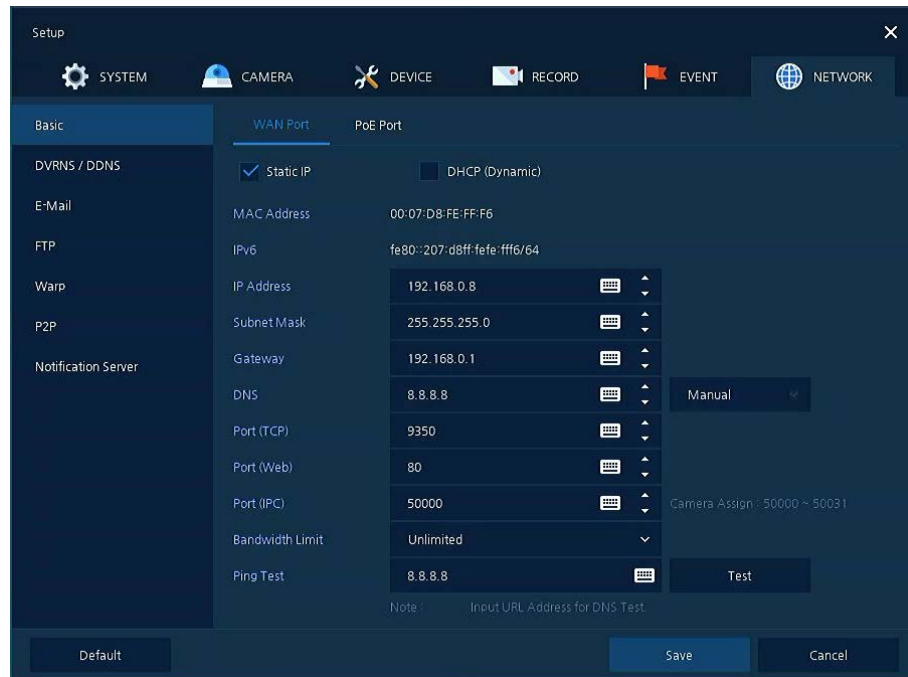 Setup
SYSTEM CAMERA DEVICE RECORD EVENT NETWORK
Basic
DVRNS / DDNS
E-Mail
FTP
Warp
P2P
Notification Server
WAN Port PoE Port
Static IP DHCP (Dynamic)
MAC Address 00:07:D8:FE:FF:F6
IPv6 fe80::207:d8ff:fefe:fff6/64
IP Address 192.168.0.8
Subnet Mask 255.255.255.0
Gateway 192.168.0.1
DNS 8.8.8.8 Manual
Port (TCP) 9350
Port (Web) 80
Port (IPC) 50000 Camera Assign : 50000 ~ 50031
Bandwidth Limit Unlimited
Ping Test 8.8.8.8 Test
Note : Input URL Address for DNS Test.
Default Save Cancel